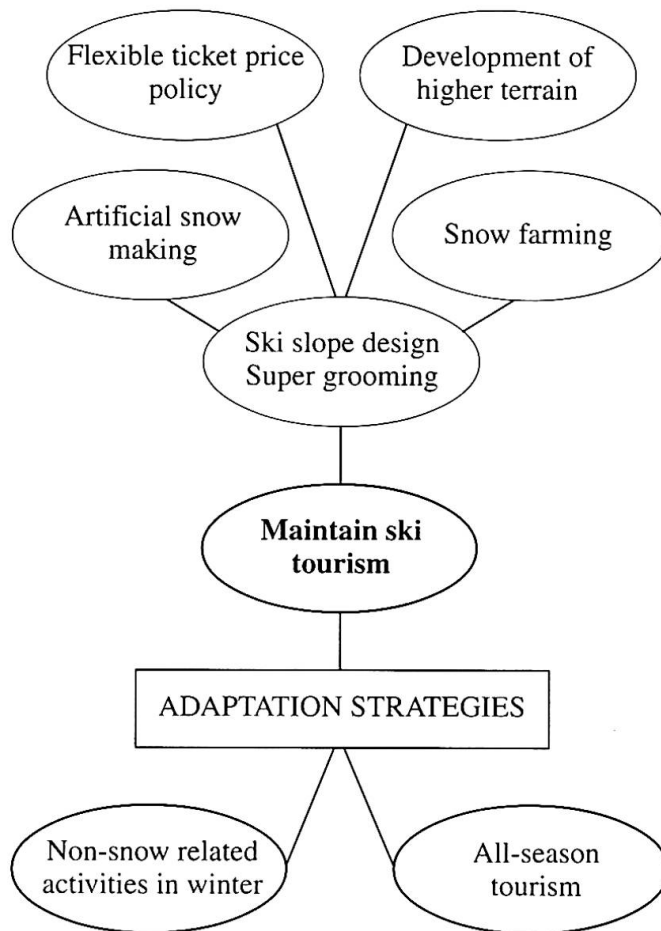 Flexible ticket price
policy
Development of
higher terrain
Artificial snow
making
Snow farming
Ski slope design
Super grooming
Maintain ski
tourism
ADAPTATION STRATEGIES
Non-snow related
activities in winter
All-season
tourism